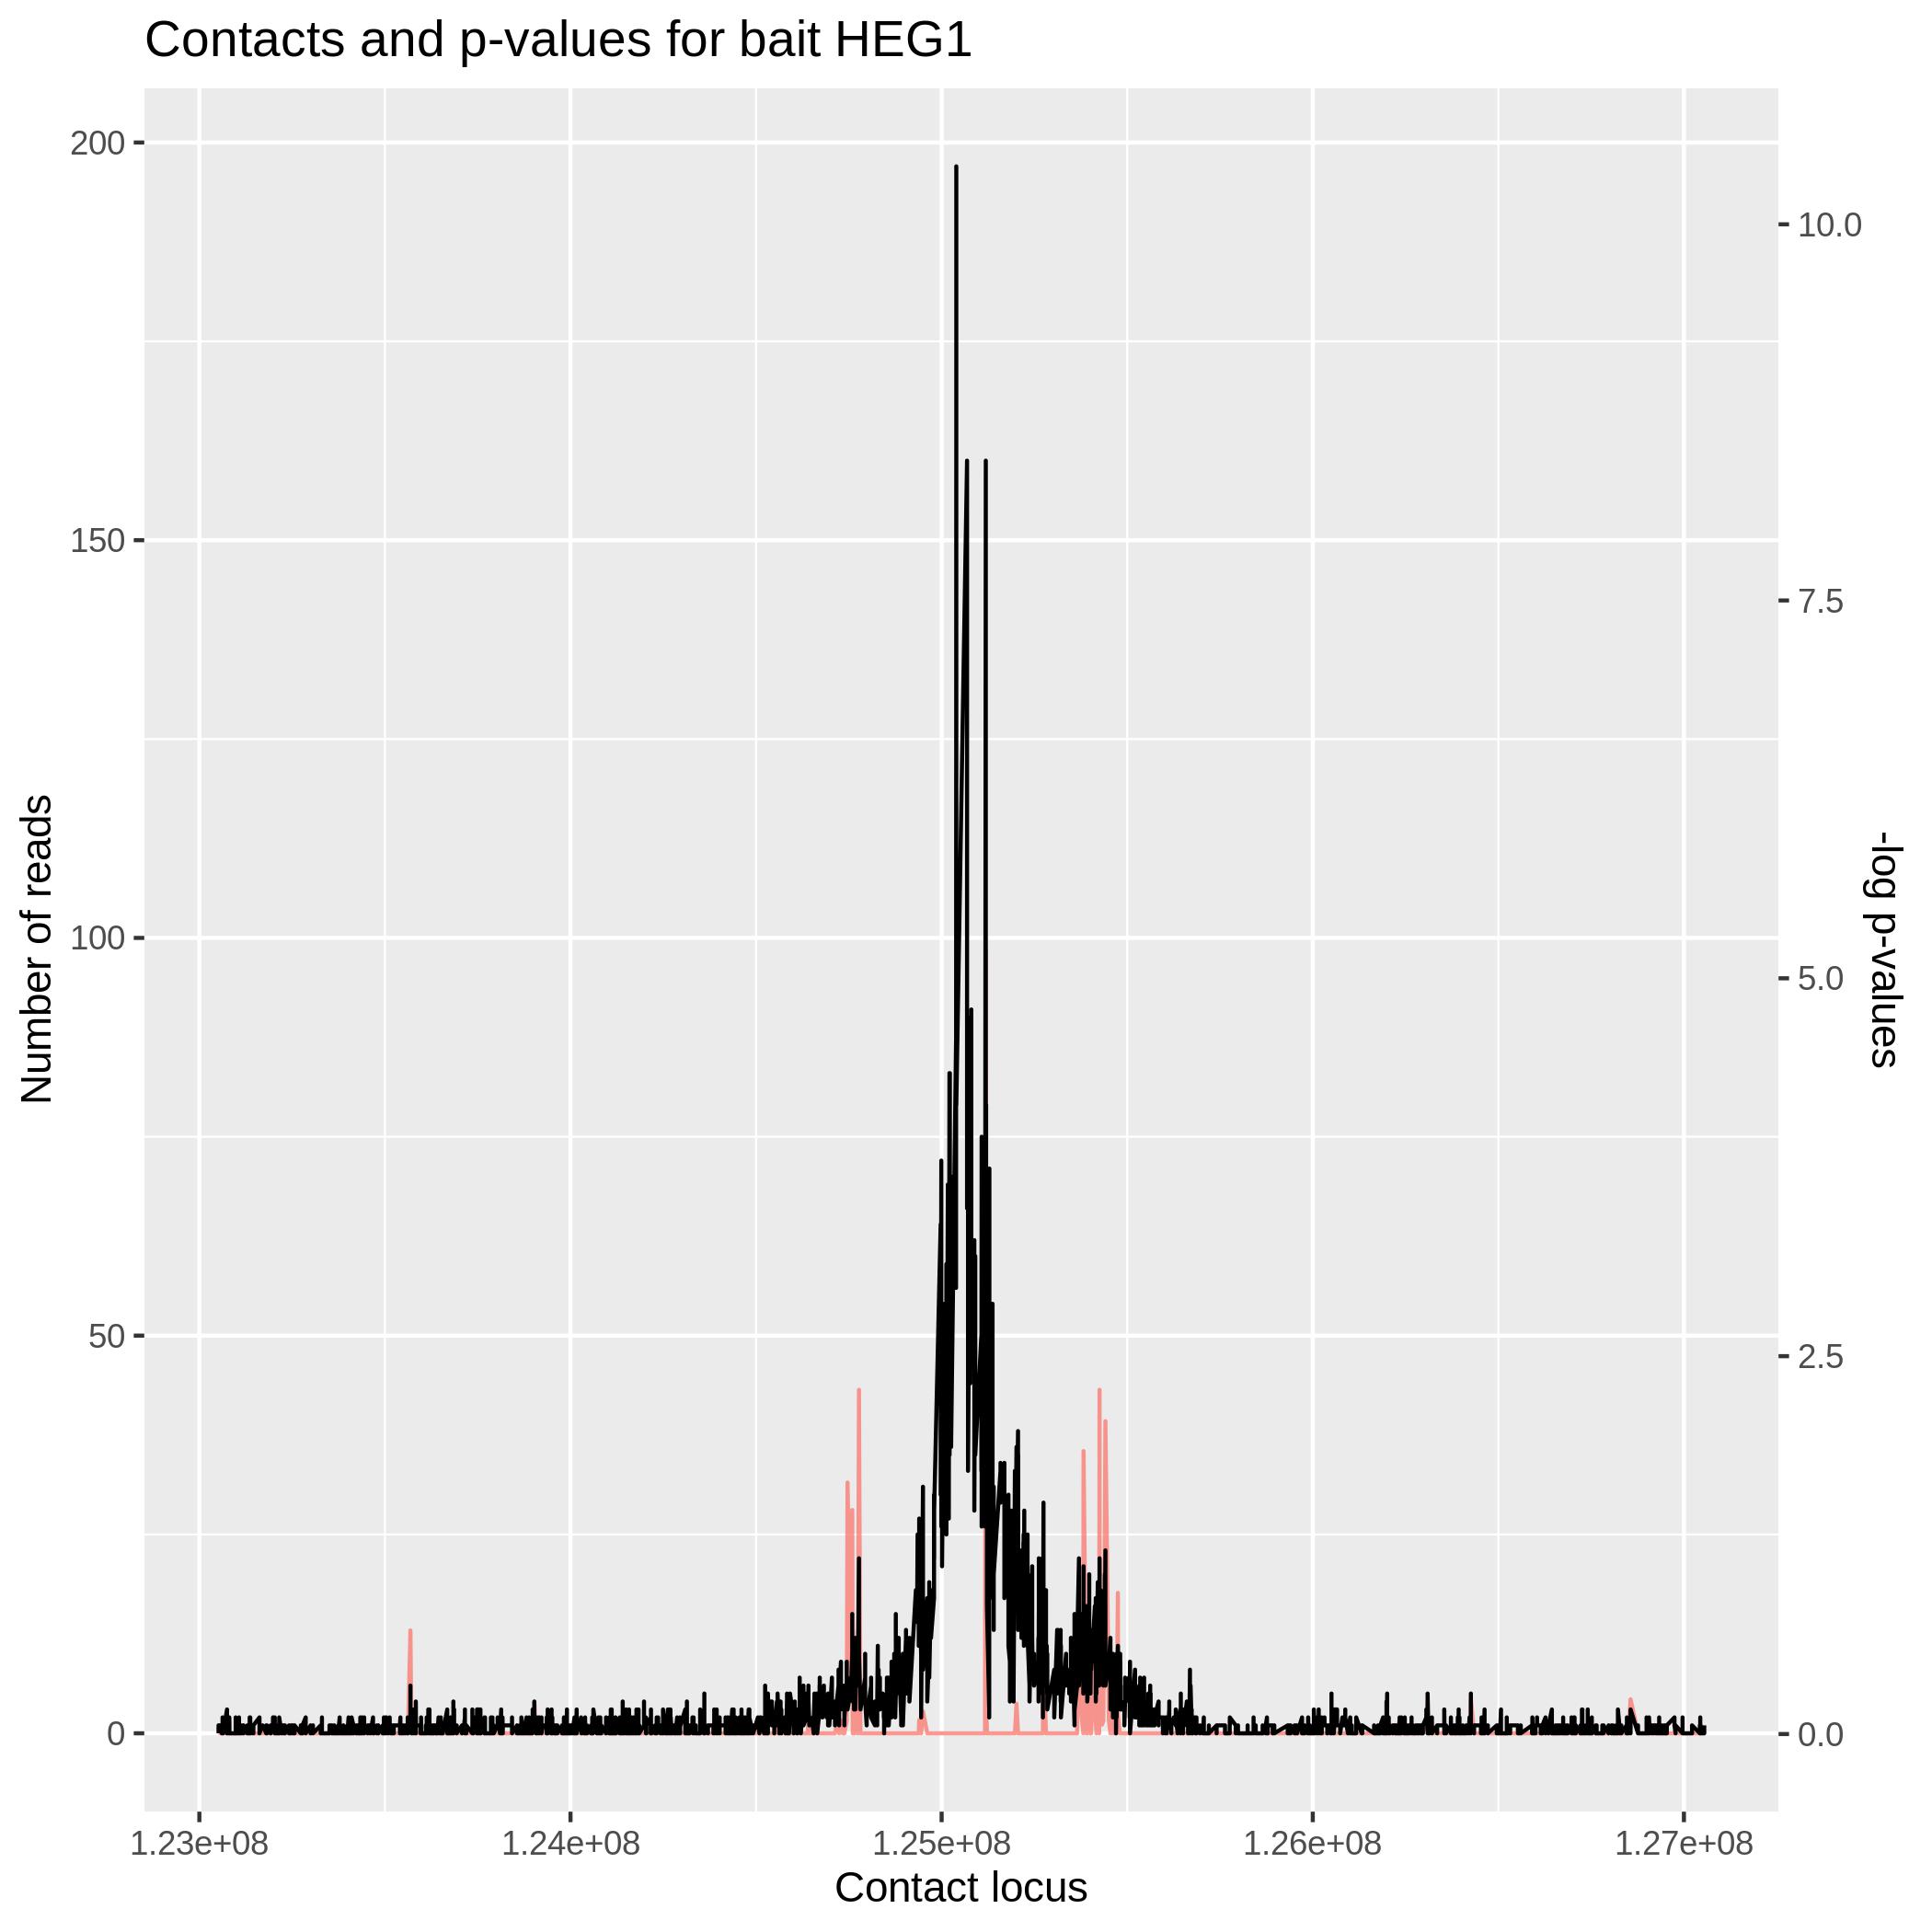 Contacts and p-values for bait HEG1
200
150
100
50
0
Number of reads
10.0
7.5
5.0
2.5
0.0
-log p-values
1.23e+08
1.24e+08
1.25e+08
1.26e+08
1.27e+08
Contact locus